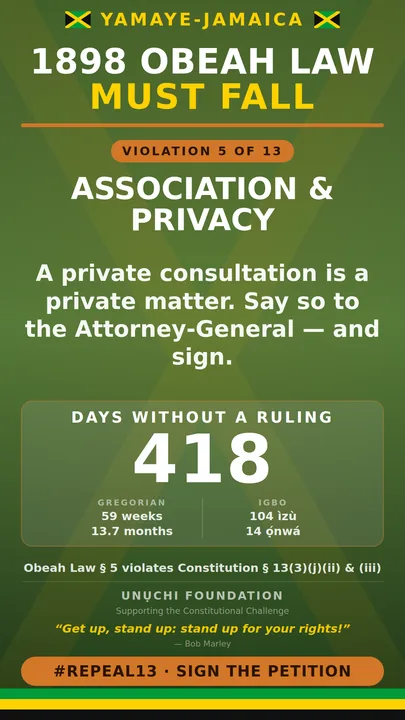 YAMAYE-JAMAICA
1898 OBEAH LAW
MUST FALL
VIOLATION 5 OF 13
ASSOCIATION &
PRIVACY
A private consultation is a
private matter. Say so to
the Attorney-General — and
sign.
DAYS WITHOUT A RULING
418
GREGORIAN
59 weeks
13.7 months
IGBO
104 ìzù
14 ọ́nwá
Obeah Law § 5 violates Constitution § 13(3)(j)(ii) & (iii)
UNỤCHI FOUNDATION
Supporting the Constitutional Challenge
“Get up, stand up: stand up for your rights!”
— Bob Marley
#REPEAL13 · SIGN THE PETITION